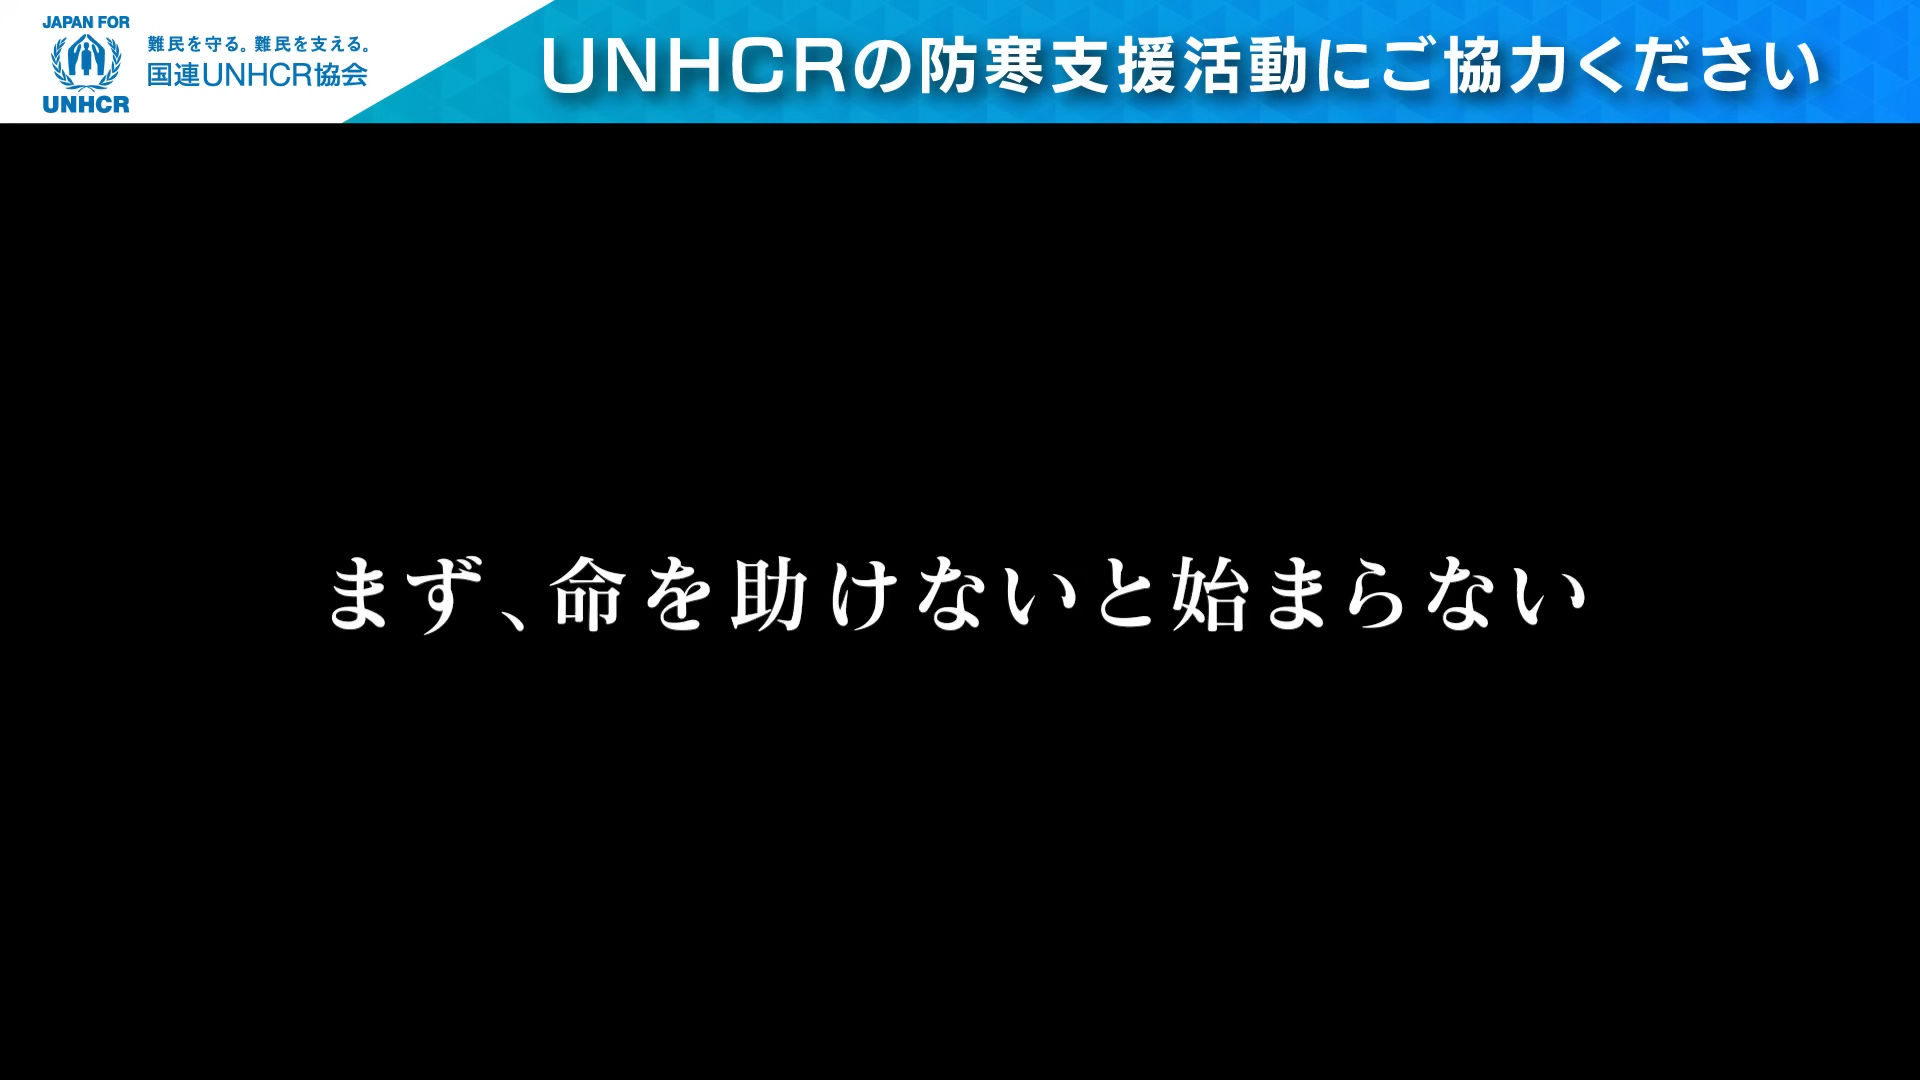 JAPAN FOR
UNHCR
難民を守る。難民を支える。
国連UNHCR協会
UNHCRの防寒支援活動にご協力ください
まず、命を助けないと始まらない